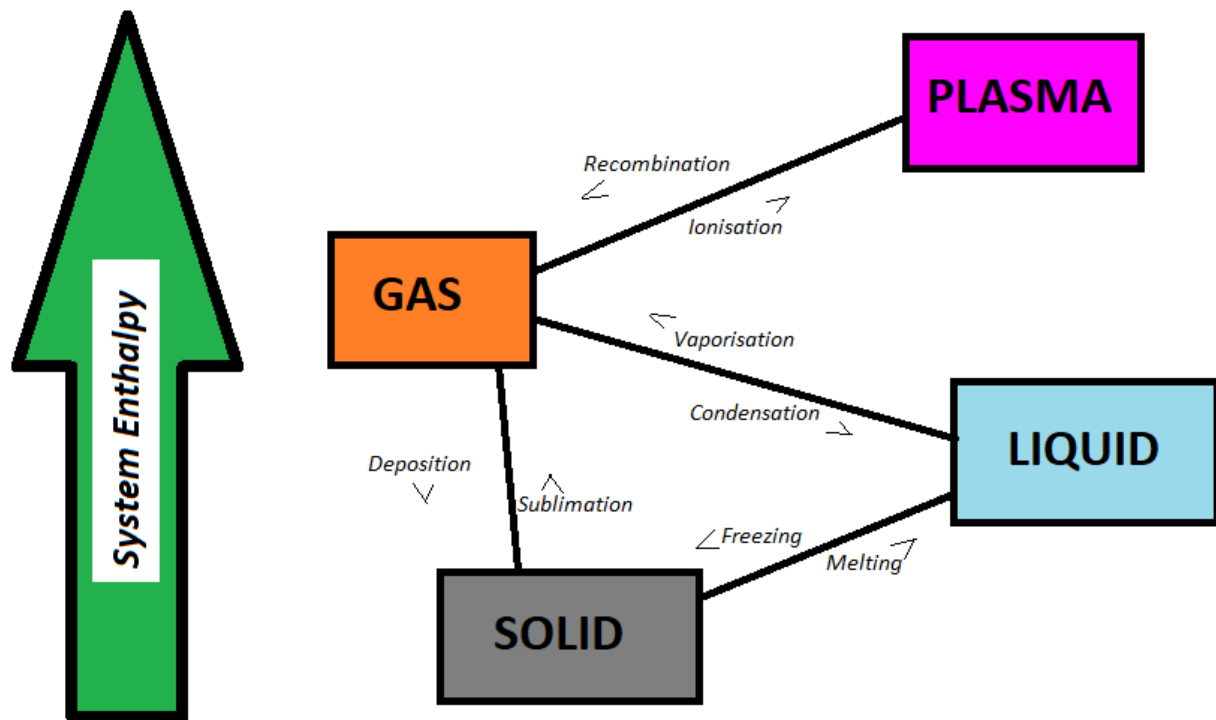 PLASMA
Recombination
Ionisation
GAS
System Enthalpy
Vaporisation
Condensation
LIQUID
Deposition
Sublimation
Freezing
Melting
SOLID